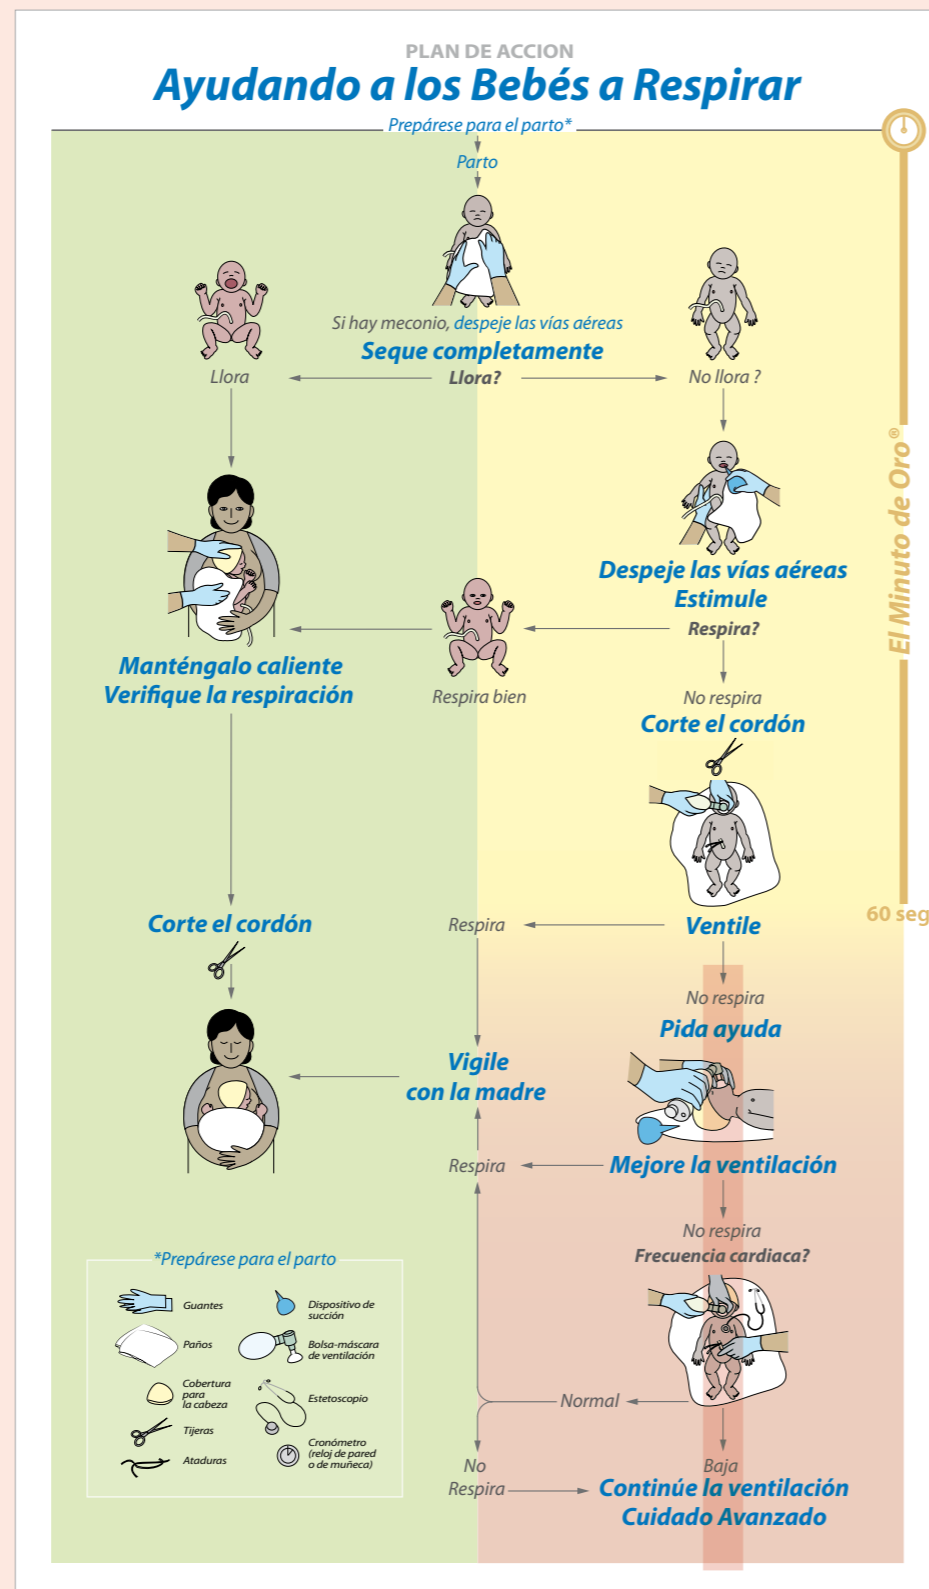 PLAN DE ACCION
Ayudando a los Bebés a Respirar
Prepárese para el parto*
Parto
Si hay meconio, despeje las vías aéreas
Seque completamente
Llora
Llora?
No llora ?
El Minuto de Oro®
Despeje las vías aéreas
Estimule
Respira?
Manténgalo caliente
Verifique la respiración
Respira bien
No respira
Corte el cordón
60 seg
Corte el cordón
Respira
Ventile
No respira
Pida ayuda
Vigile
con la madre
Respira
Mejore la ventilación
No respira
Frecuencia cardiaca?
*Prepárese para el parto
Guantes
Dispositivo de
succión
Paños
Bolsa-máscara
de ventilación
Cobertura
para
la cabeza
Estetoscopio
Tijeras
Ataduras
Cronómetro
(reloj de pared
o de muñeca)
Normal
No
Respira
Baja
Continúe la ventilación
Cuidado Avanzado